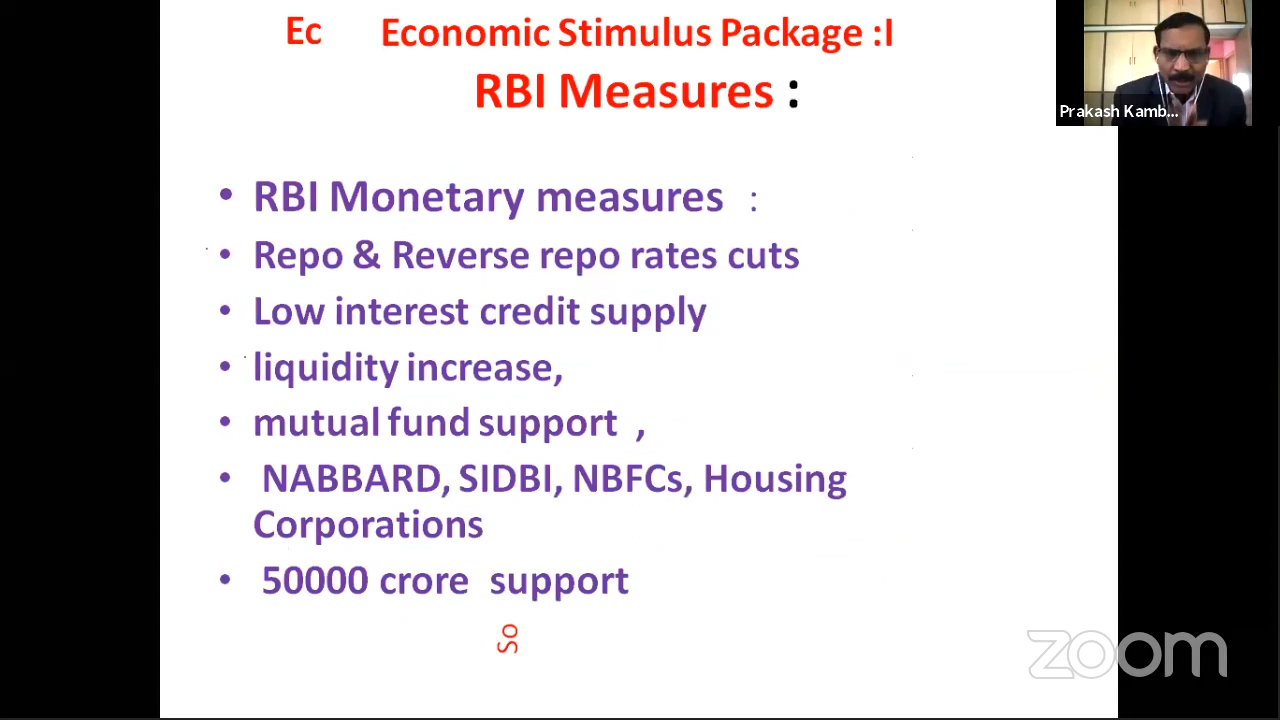 Ec Economic Stimulus Package :I
RBI Measures :
Prakash Kamb...
• RBI Monetary measures :
• Repo & Reverse repo rates cuts
• Low interest credit supply
• liquidity increase,
• mutual fund support ,
• NABBARD, SIDBI, NBFCs, Housing
Corporations
• 50000 crore support
So
zoom